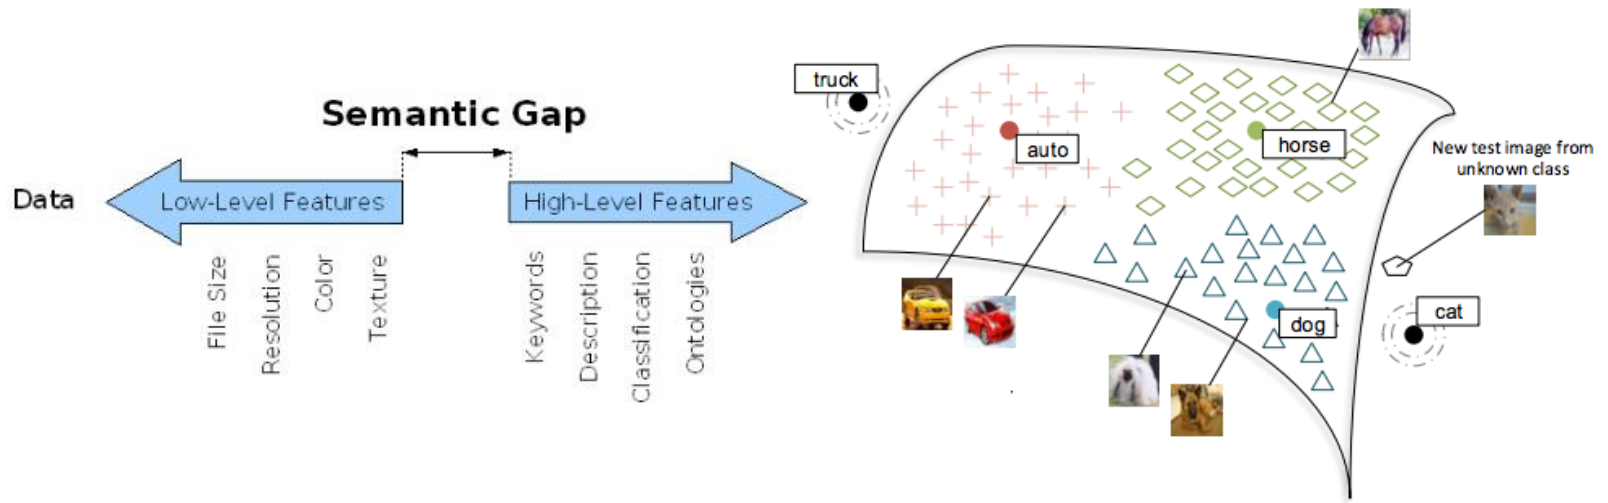 Semantic Gap
Data
Low-Level Features
High-Level Features
File Size
Resolution
Color
Texture
Keywords
Description
Classification
Ontologies
truck
auto
horse
New test image from
unknown class
cat
dog